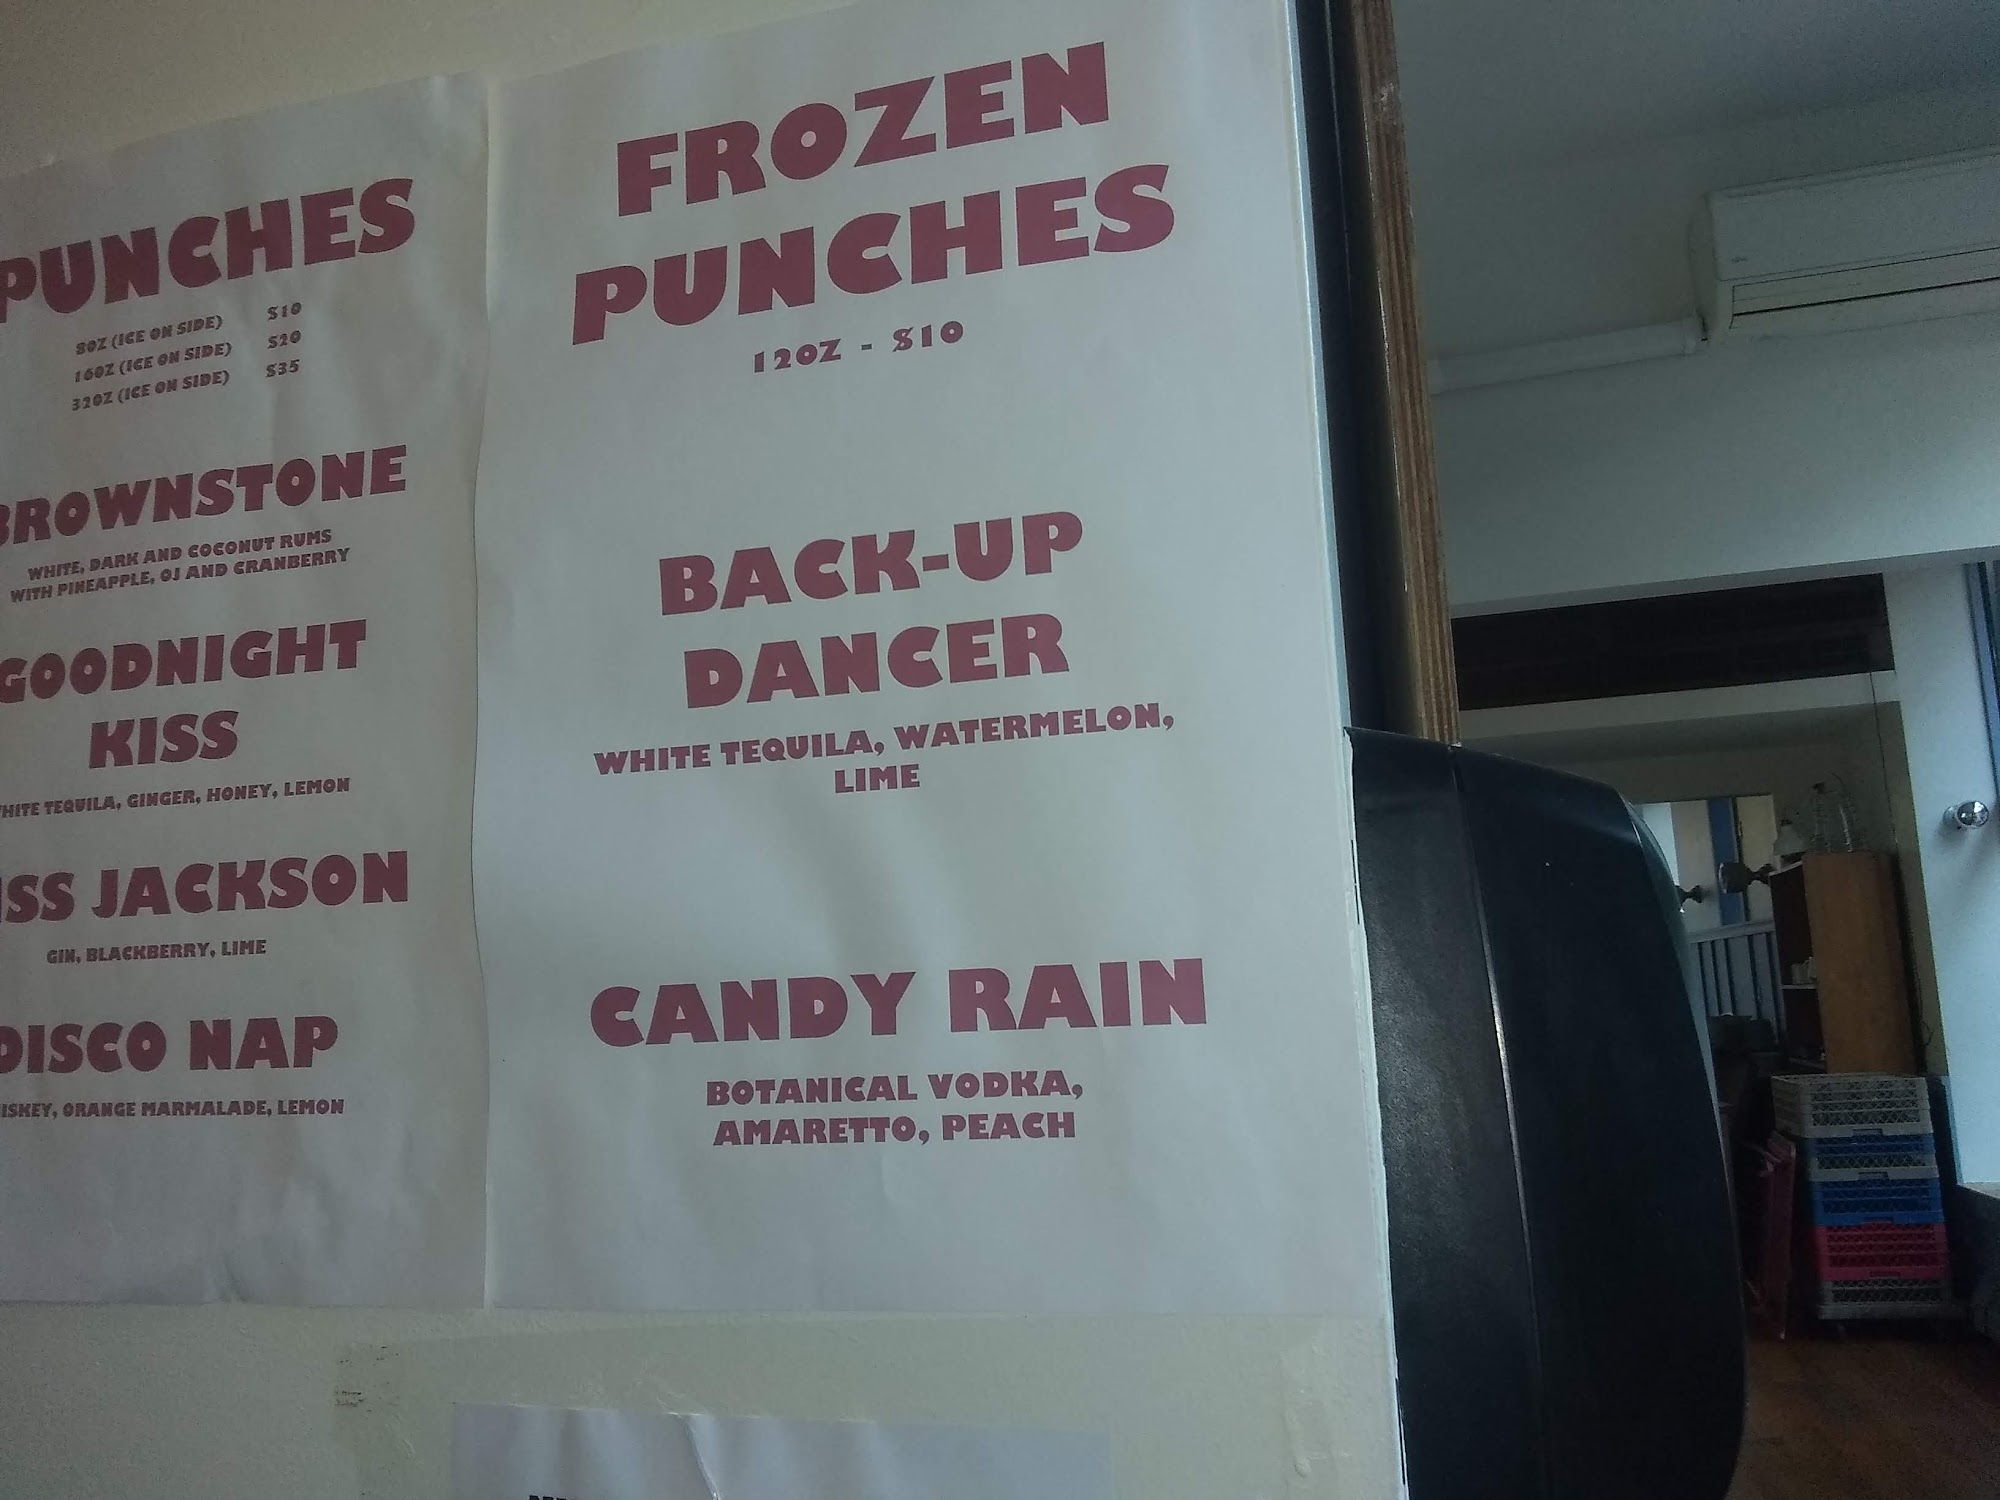 PUNCHES
8OZ (ICE ON SIDE) $10
16OZ (ICE ON SIDE) $20
32OZ (ICE ON SIDE) $35
BROWNSTONE
WHITE, DARK AND COCONUT RUMS
WITH PINEAPPLE, OJ AND CRANBERRY
GOODNIGHT
KISS
WHITE TEQUILA, GINGER, HONEY, LEMON
JACKSON
GIN, BLACKBERRY, LIME
DISCO NAP
ORANGE MARMALADE, LEMON
FROZEN
PUNCHES
12OZ - $10
BACK-UP
DANCER
WHITE TEQUILA, WATERMELON,
LIME
CANDY RAIN
BOTANICAL VODKA,
AMARETTO, PEACH